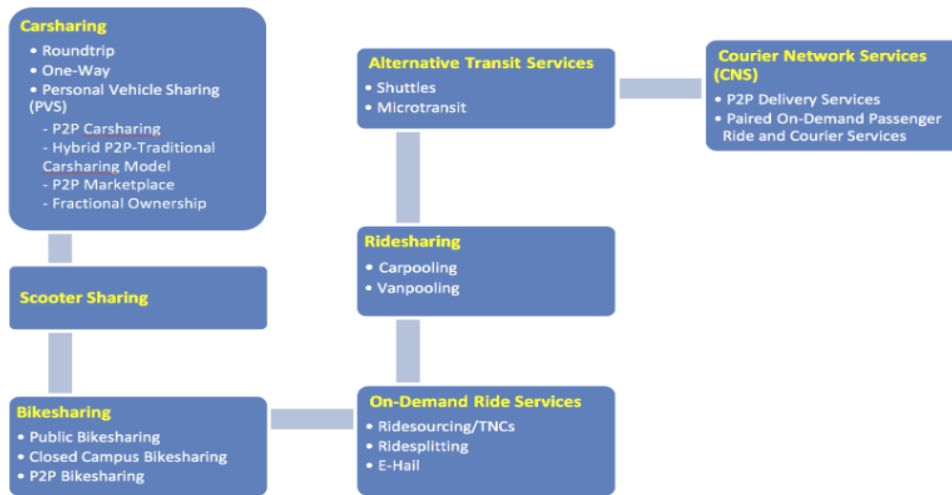 Carsharing
• Roundtrip
• One-Way
• Personal Vehicle Sharing
(PVS)
- P2P Carsharing
- Hybrid P2P-Traditional
Carsharing Model
- P2P Marketplace
- Fractional Ownership
Scooter Sharing
Bikesharing
• Public Bikesharing
• Closed Campus Bikesharing
• P2P Bikesharing
On-Demand Ride Services
• Ridesourcing/TNCs
• Ridesplitting
• E-Hail
Ridesharing
• Carpooling
• Vanpooling
Alternative Transit Services
• Shuttles
• Microtransit
Courier Network Services
(CNS)
• P2P Delivery Services
• Paired On-Demand Passenger
Ride and Courier Services